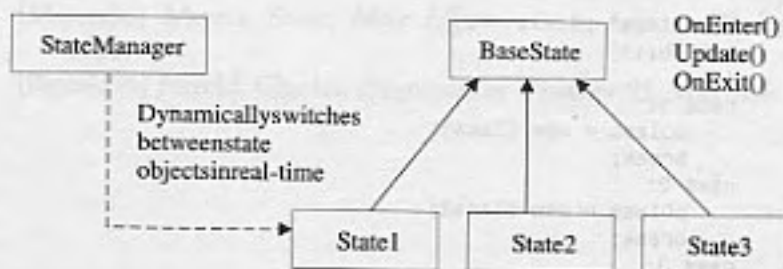 StateManager
BaseState
OnEnter()
Update()
OnExit()
Dynamicallyswitches
betweenstate
objectsinreal-time
State1
State2
State3